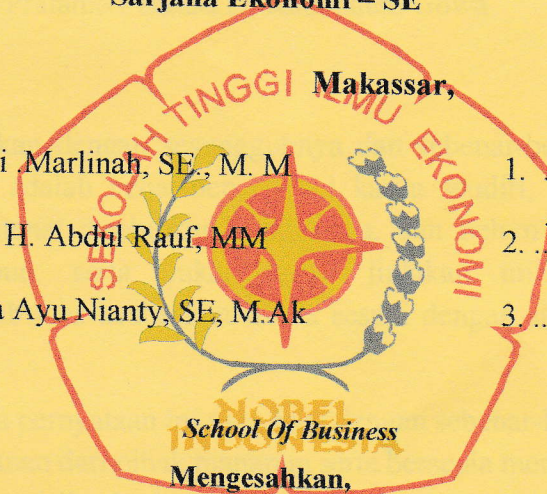 Sarjana Ekonomi – SE
Makassar,
SEKOLAH TINGGI ILMU EKONOMI
i .Marlinah, SE., M. M
1. .
H. Abdul Rauf, MM
2. ..
a Ayu Nianty, SE, M.Ak
3. ..
NOBEL
INDONESIA
School Of Business
Mengesahkan,